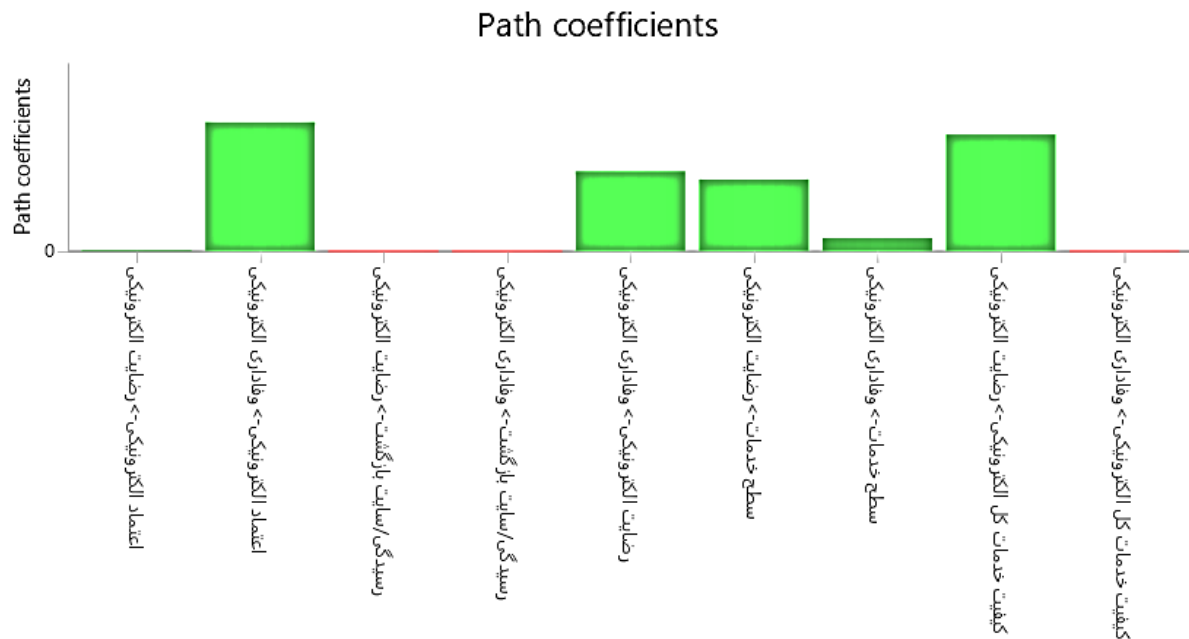 Path coefficients
Path coefficients
0
اعتماد الکترونیکی->رضایت الکترونیکی
اعتماد الکترونیکی-> وفاداری الکترونیکی
رسیدگی/سایت بازگشت->رضایت الکترونیکی
رسیدگی/سایت بازگشت-> وفاداری الکترونیکی
رضایت الکترونیکی-> وفاداری الکترونیکی
سطح خدمات->رضایت الکترونیکی
سطح خدمات-> وفاداری الکترونیکی
کیفیت خدمات کل الکترونیکی->رضایت الکترونیکی
کیفیت خدمات کل الکترونیکی-> وفاداری الکترونیکی